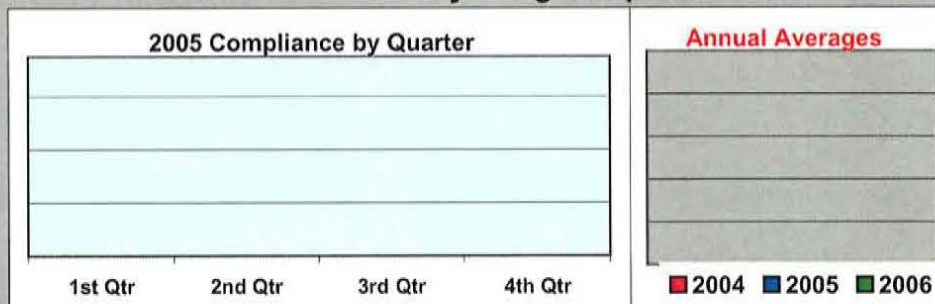 2005 Compliance by Quarter
1st Qtr 2nd Qtr 3rd Qtr 4th Qtr
Annual Averages
2004 2005 2006